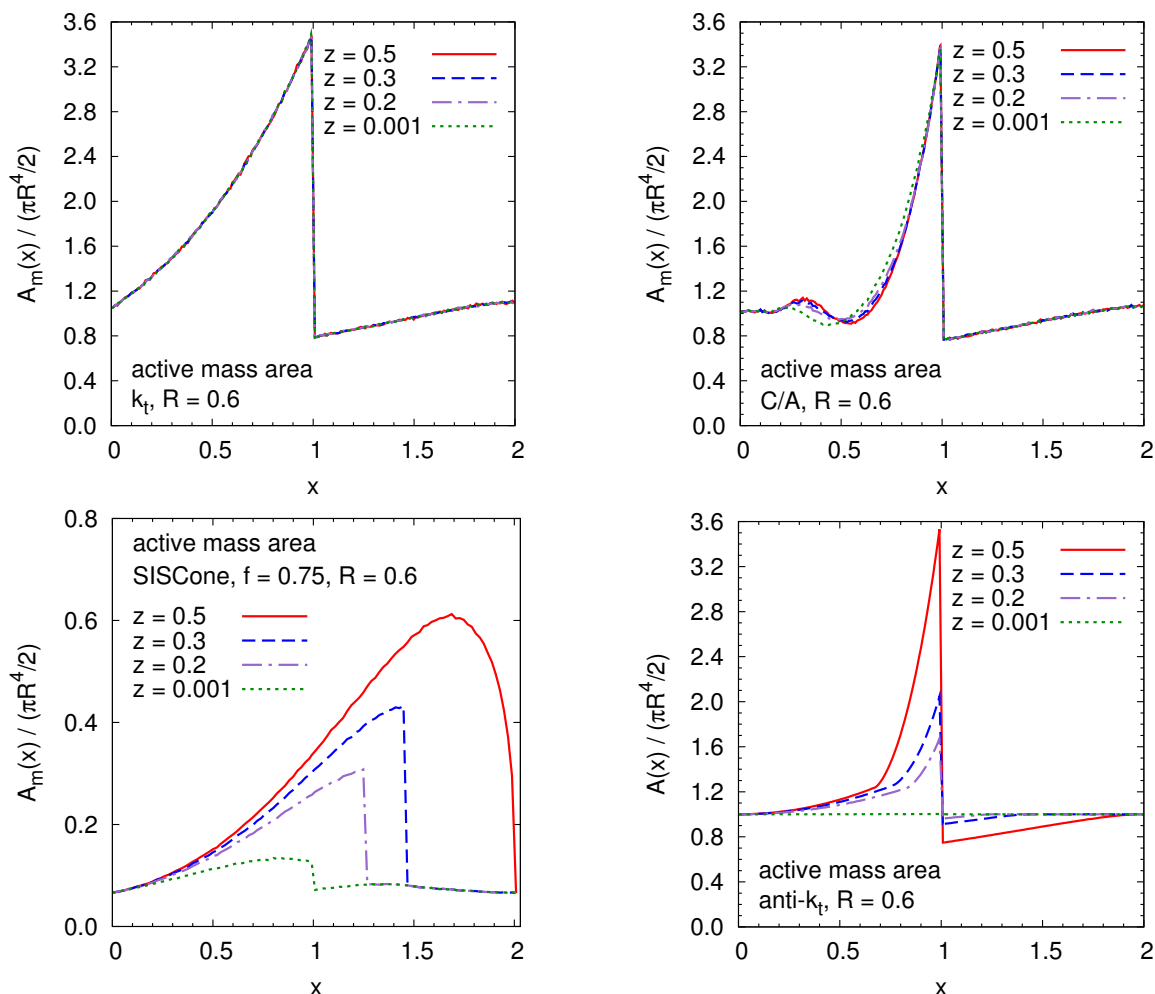 3.6
3.2
2.8
2.4
2.0
1.6
1.2
0.8
0.4
0.0
A_m(x) / (πR^4/2)
z = 0.5
z = 0.3
z = 0.2
z = 0.001
active mass area
k_t, R = 0.6
0 0.5 1 1.5 2
x
3.6
3.2
2.8
2.4
2.0
1.6
1.2
0.8
0.4
0.0
A_m(x) / (πR^4/2)
z = 0.5
z = 0.3
z = 0.2
z = 0.001
active mass area
C/A, R = 0.6
0 0.5 1 1.5 2
x
0.8
0.6
0.4
0.2
0.0
A_m(x) / (πR^4/2)
active mass area
SISCone, f = 0.75, R = 0.6
z = 0.5
z = 0.3
z = 0.2
z = 0.001
0 0.5 1 1.5 2
x
3.6
3.2
2.8
2.4
2.0
1.6
1.2
0.8
0.4
0.0
A(x) / (πR^4/2)
z = 0.5
z = 0.3
z = 0.2
z = 0.001
active mass area
anti-k_t, R = 0.6
0 0.5 1 1.5 2
x